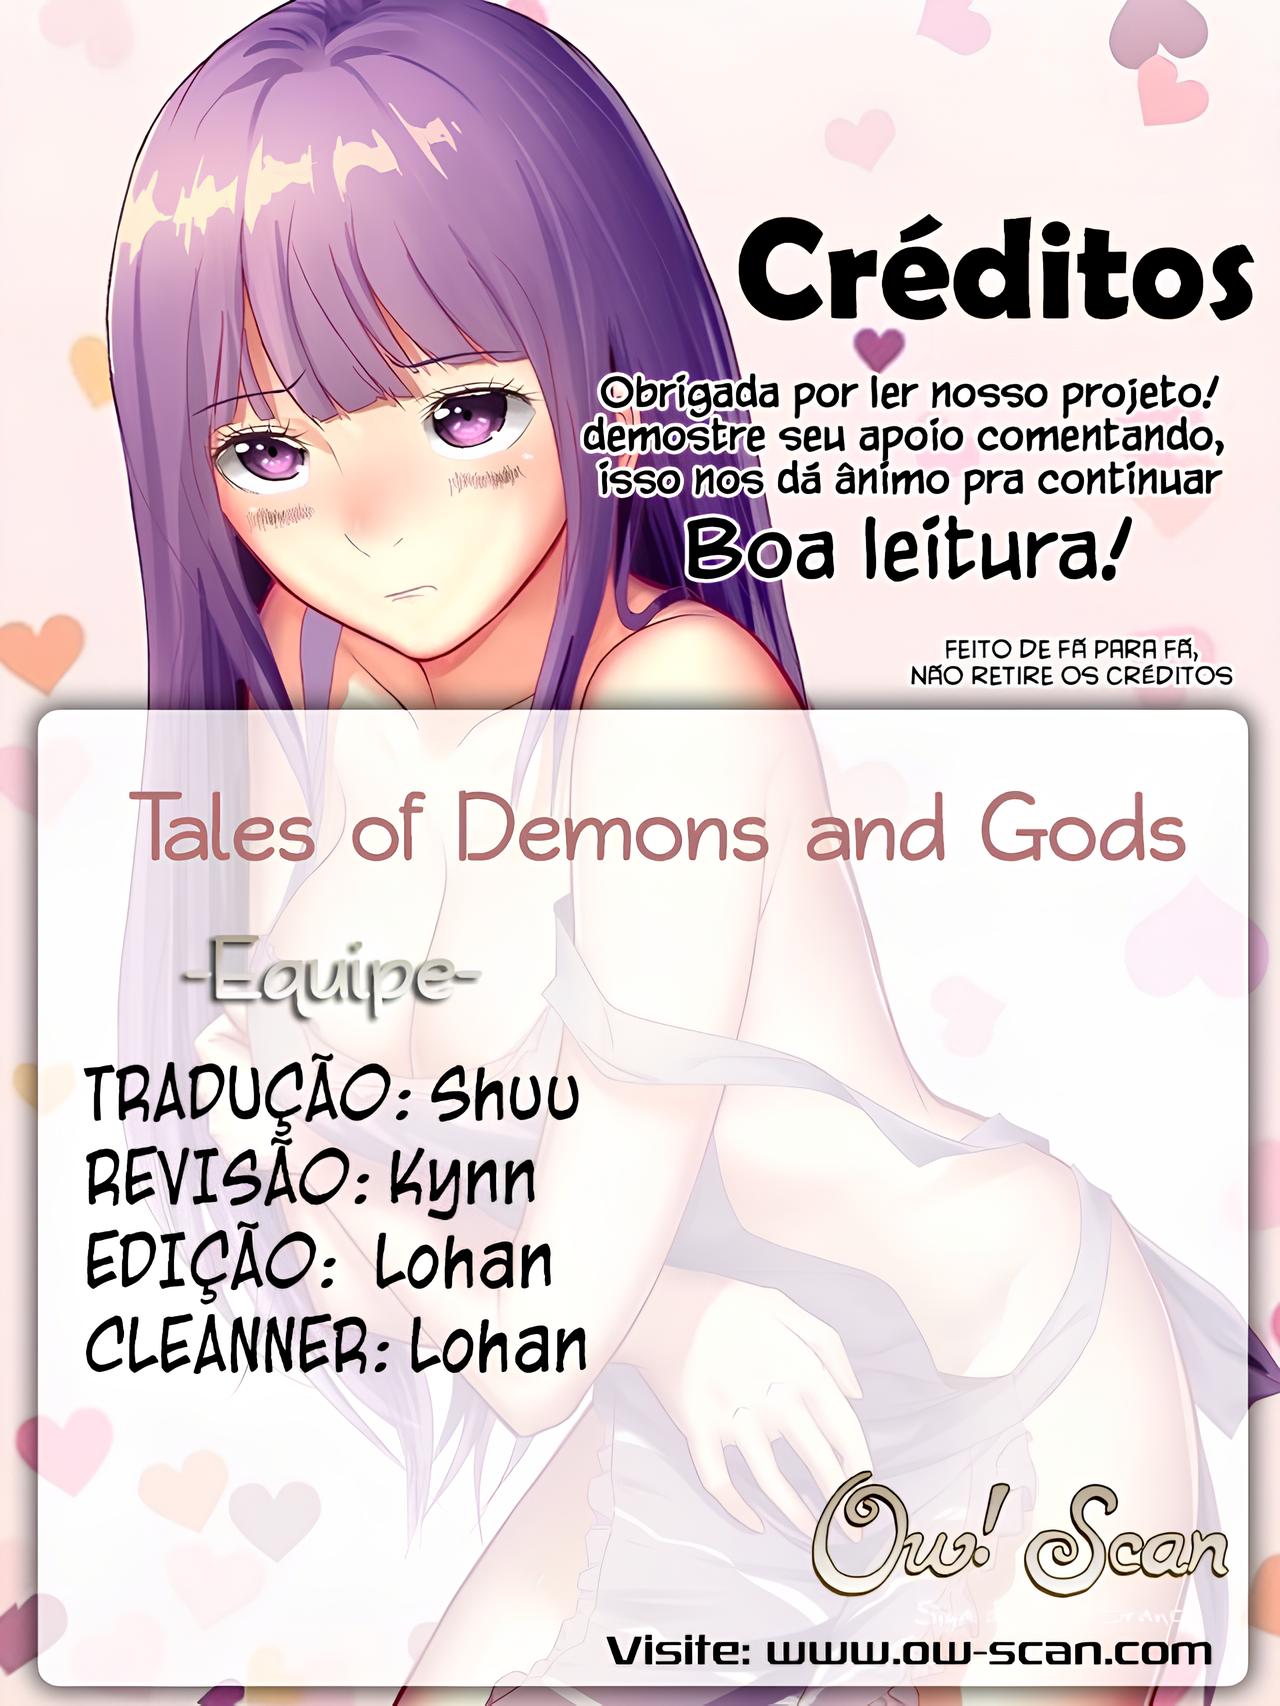 Créditos
Obrigada por ler nosso projeto!
demostre seu apoio comentando,
isso nos dá ânimo pra continuar
Boa leitura!
FEITO DE FÃ PARA FÃ,
NÃO RETIRE OS CRÉDITOS
Tales of Demons and Gods
-Equipe-
TRADUÇÃO: Shuu
REVISÃO: Kynn
EDIÇÃO: Lohan
CLEANNER: Lohan
Ow! Scan
Visite: www.ow-scan.com